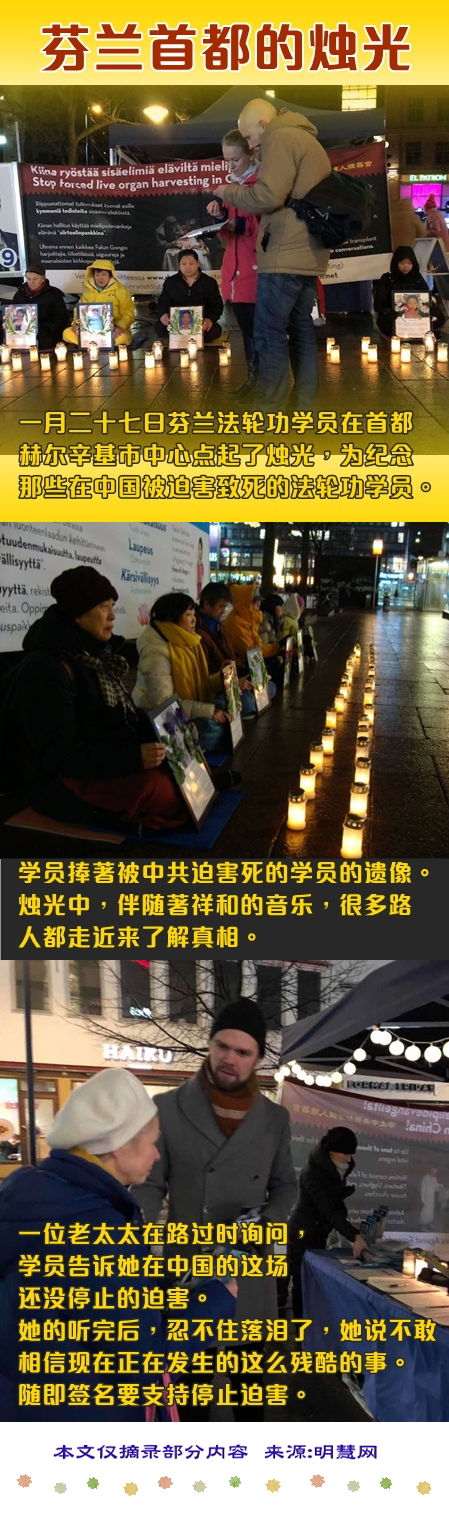 芬兰首都的烛光
Kiina ryöstää sisäelimiä eläviltä
Stop forced live organ harvesting in
EL PATRON
一月二十七日芬兰法轮功学员在首都
赫尔辛基市中心点起了烛光，为纪念
那些在中国被迫害致死的法轮功学员。
Laupeus
Kärsivällisyys
学员捧著被中共迫害死的学员的遗像。
烛光中，伴随著祥和的音乐，很多路
人都走近来了解真相。
HAIKU
一位老太太在路过时询问，
学员告诉她在中国的这场
还没停止的迫害。
她的听完后，忍不住落泪了，她说不敢
相信现在正在发生的这么残酷的事。
随即签名要支持停止迫害。
本文仅摘录部分内容 来源:明慧网